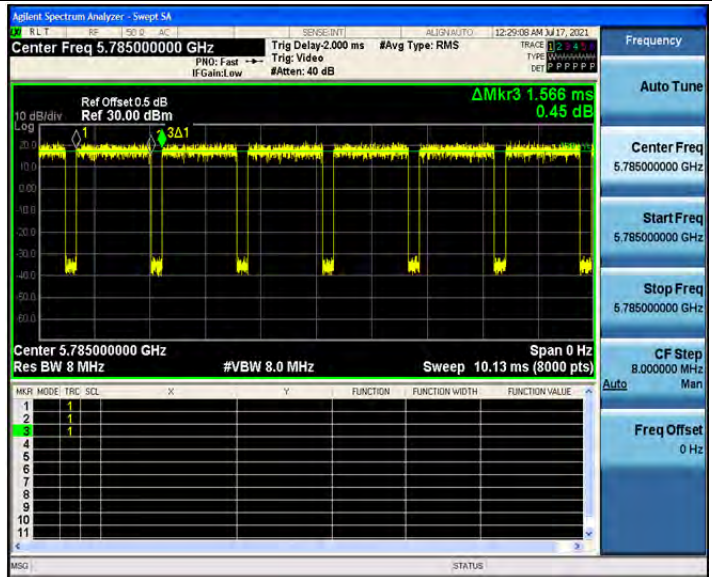 Agilent Spectrum Analyzer - Swept SA
RLT RF 50 Ω AC SENSE:INT ALIGNAUTO 12:29:08 AM Jul 17, 2021
Center Freq 5.785000000 GHz
PNO: Fast
IFGain:Low
Trig Delay-2.000 ms
Trig: Video
#Atten: 40 dB
#Avg Type: RMS
TRACE 1 2 3 4 5 6
TYPE
DET P P P P P P
Frequency
ΔMkr3 1.566 ms
0.45 dB
Ref Offset 0.5 dB
10 dB/div Ref 30.00 dBm
Log
1 3Δ1
20.0
10.0
0.00
-10.0
-20.0
-30.0
-40.0
-50.0
-60.0
Center 5.785000000 GHz Span 0 Hz
Res BW 8 MHz #VBW 8.0 MHz Sweep 10.13 ms (8000 pts)
MKR MODE TRC SCL X Y FUNCTION FUNCTION WIDTH FUNCTION VALUE
1 1
2 1
3 1
4
5
6
7
8
9
10
11
MSG STATUS
Auto Tune
Center Freq
5.785000000 GHz
Start Freq
5.785000000 GHz
Stop Freq
5.785000000 GHz
CF Step
8.000000 MHz
Auto Man
Freq Offset
0 Hz